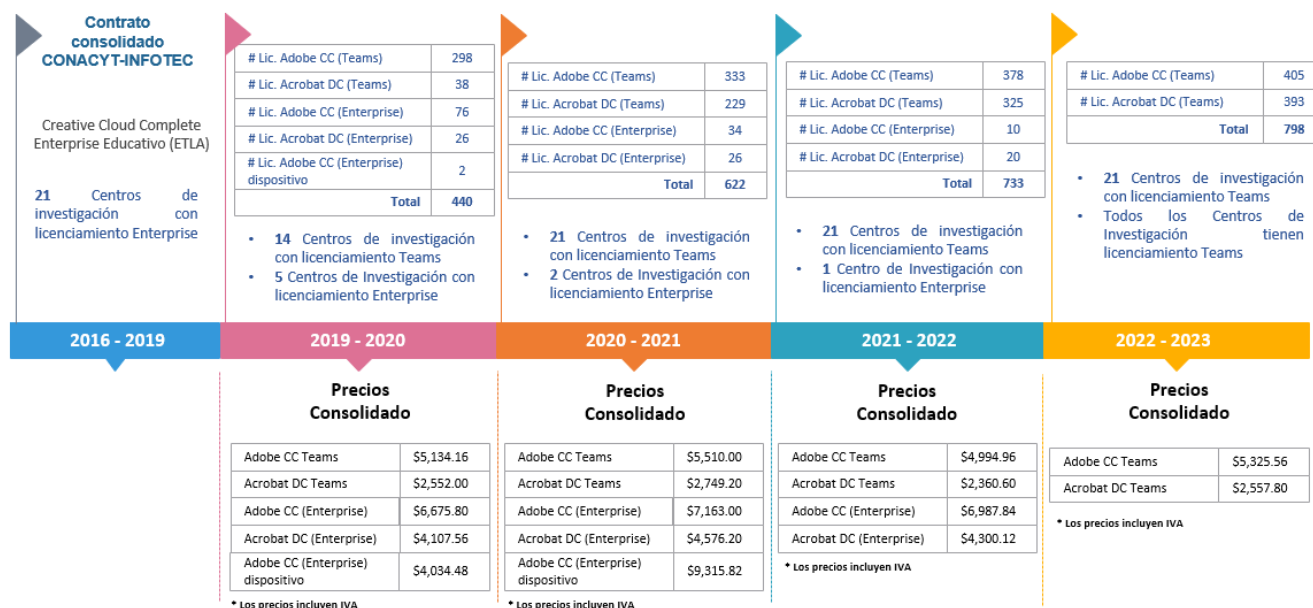 Contrato
consolidado
CONACYT-INFOTEC
Creative Cloud Complete
Enterprise Educativo (ETLA)
21 Centros de
investigación con
licenciamiento Enterprise
# Lic. Adobe CC (Teams) 298
# Lic. Acrobat DC (Teams) 38
# Lic. Adobe CC (Enterprise) 76
# Lic. Acrobat DC (Enterprise) 26
# Lic. Adobe CC (Enterprise)
dispositivo 2
Total 440
• 14 Centros de investigación
con licenciamiento Teams
• 5 Centros de Investigación con
licenciamiento Enterprise
# Lic. Adobe CC (Teams) 333
# Lic. Acrobat DC (Teams) 229
# Lic. Adobe CC (Enterprise) 34
# Lic. Acrobat DC (Enterprise) 26
Total 622
• 21 Centros de investigación
con licenciamiento Teams
• 2 Centros de Investigación con
licenciamiento Enterprise
# Lic. Adobe CC (Teams) 378
# Lic. Acrobat DC (Teams) 325
# Lic. Adobe CC (Enterprise) 10
# Lic. Acrobat DC (Enterprise) 20
Total 733
• 21 Centros de investigación
con licenciamiento Teams
• 1 Centro de Investigación con
licenciamiento Enterprise
# Lic. Adobe CC (Teams) 405
# Lic. Acrobat DC (Teams) 393
Total 798
• 21 Centros de investigación
con licenciamiento Teams
• Todos los Centros de
Investigación tienen
licenciamiento Teams
2016 - 2019
2019 - 2020
2020 - 2021
2021 - 2022
2022 - 2023
Precios
Consolidado
Adobe CC Teams $5,134.16
Acrobat DC Teams $2,552.00
Adobe CC (Enterprise) $6,675.80
Acrobat DC (Enterprise) $4,107.56
Adobe CC (Enterprise)
dispositivo $4,034.48
* Los precios incluyen IVA
Precios
Consolidado
Adobe CC Teams $5,510.00
Acrobat DC Teams $2,749.20
Adobe CC (Enterprise) $7,163.00
Acrobat DC (Enterprise) $4,576.20
Adobe CC (Enterprise)
dispositivo $9,315.82
* Los precios incluyen IVA
Precios
Consolidado
Adobe CC Teams $4,994.96
Acrobat DC Teams $2,360.60
Adobe CC (Enterprise) $6,987.84
Acrobat DC (Enterprise) $4,300.12
* Los precios incluyen IVA
Precios
Consolidado
Adobe CC Teams $5,325.56
Acrobat DC Teams $2,557.80
* Los precios incluyen IVA